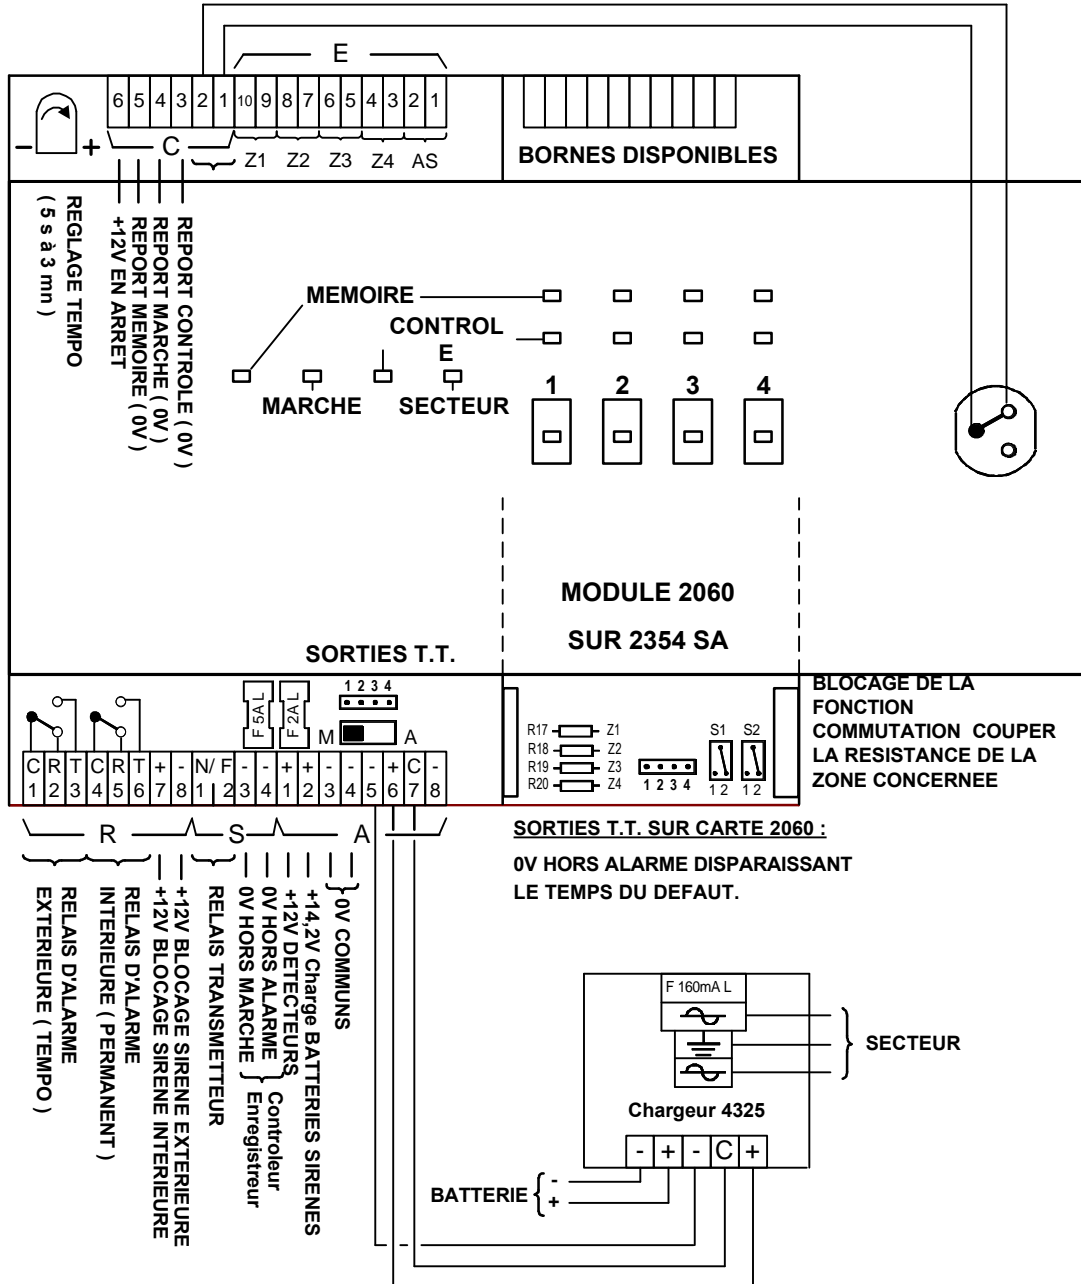 E
6 5 4 3 2 1 10 9 8 7 6 5 4 3 2 1
- +
C
Z1 Z2 Z3 Z4 AS
BORNES DISPONIBLES
REGLAGE TEMPO
( 5 s à 3 mn )
+12V EN ARRET
REPORT MEMOIRE ( 0V )
REPORT MARCHE ( 0V )
REPORT CONTROLE ( 0V )
MEMOIRE
CONTROL
E
MARCHE
SECTEUR
1 2 3 4
MODULE 2060
SUR 2354 SA
SORTIES T.T.
F 5A L
F 2A L
1 2 3 4
M A
C R T C R T + - N/ F - - + + - - - + C -
1 2 3 4 5 6 7 8 1 2 3 4 1 2 3 4 5 6 7 8
R S A
R17 Z1
R18 Z2
R19 Z3
R20 Z4
1 2 3 4
S1 S2
1 2 1 2
BLOCAGE DE LA
FONCTION
COMMUTATION COUPER
LA RESISTANCE DE LA
ZONE CONCERNEE
SORTIES T.T. SUR CARTE 2060 :
0V HORS ALARME DISPARAISSANT
LE TEMPS DU DEFAUT.
RELAIS D'ALARME
EXTERIEURE ( TEMPO )
RELAIS D'ALARME
INTERIEURE ( PERMANENT )
+12V BLOCAGE SIRENE INTERIEURE
+12V BLOCAGE SIRENE EXTERIEURE
RELAIS TRANSMETTEUR
0V HORS MARCHE
0V HORS ALARME
Controleur
Enregistreur
+12V DETECTEURS
+14,2V Charge BATTERIES SIRENES
0V COMMUNS
F 160mA L
SECTEUR
Chargeur 4325
- + - C +
BATTERIE
-
+